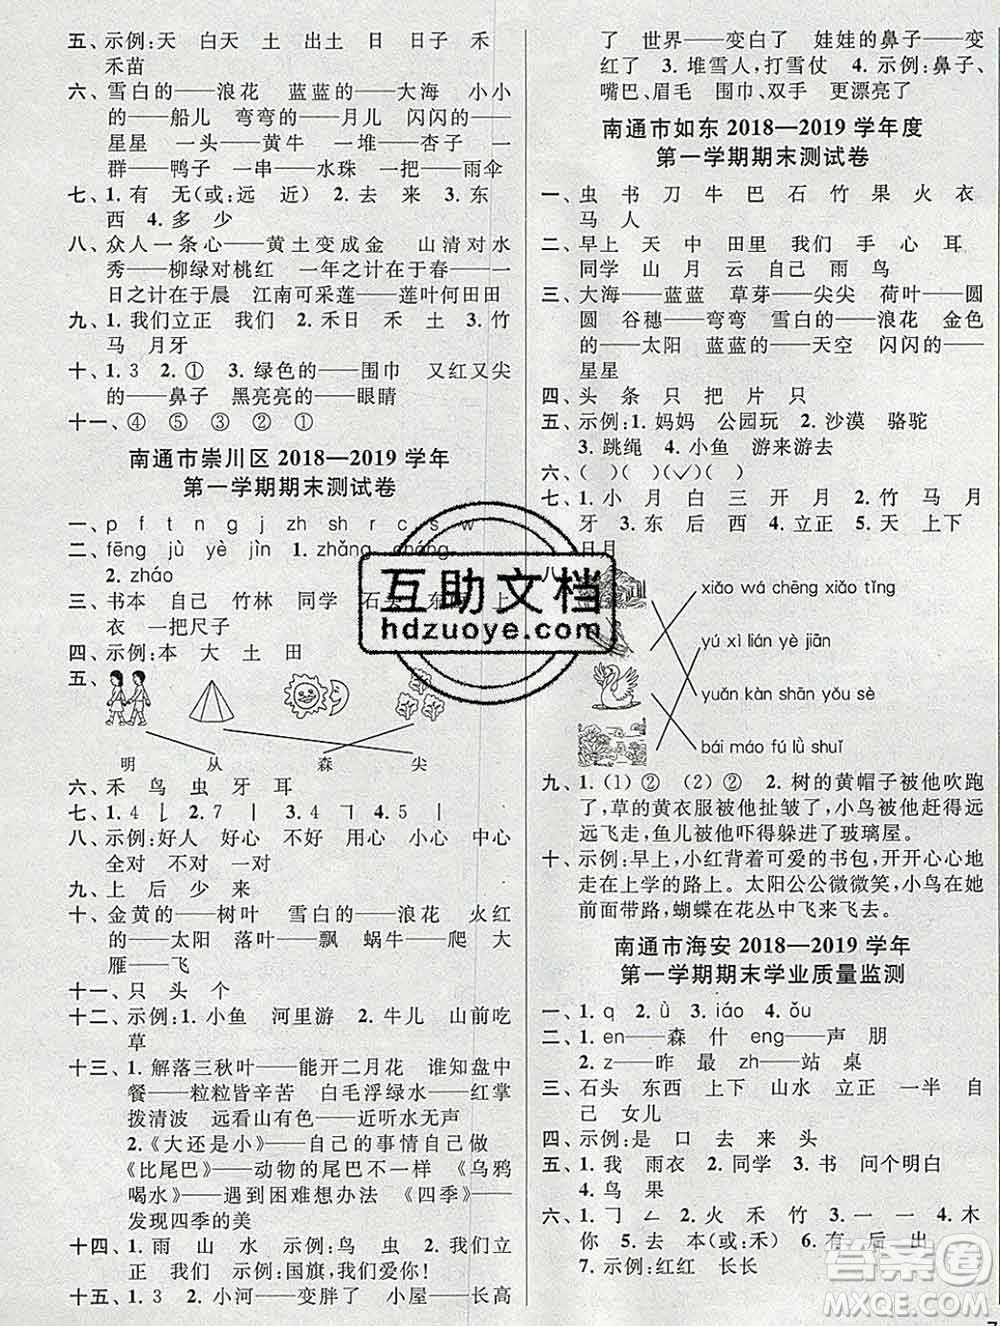 五、示例:天 白天 土 出土 日 日子 禾
禾苗
六、雪白的——浪花 蓝蓝的——大海 小小
的——船儿 弯弯的——月儿 闪闪的——
星星 一头——黄牛 一堆——杏子 一
群——鸭子 一串——水珠 一把——雨伞
七、1.有 无(或:远 近) 2.去 来 3.东
西 4.多 少
八、众人一条心——黄土变成金 山清对水
秀——柳绿对桃红 一年之计在于春——一
日之计在于晨 江南可采莲——莲叶何田田
九、1.我们立正 我们 2.禾日 禾 土 3.竹
马 月牙
十、1.3 2.① 3.绿色的——围巾 又红又尖
的——鼻子 黑亮亮的——眼睛
十一、④ ⑤ ③ ② ①
南通市崇川区 2018—2019 学年
第一学期期末测试卷
一、p f t n g j zh sh r c s w
二、fēng jù yè jìn 1.zhǎng cháng
2.zháo
三、书本 自己 竹林 同学 石头 东西 上
衣 一把尺子
四、示例:本 大 土 田
五、
明 从 森 尖
六、禾 鸟 虫 牙 耳
七、1.4 2.7 丨 3.4 4.5
八、示例:好人 好心 不好 用心 小心 中心
全对 不对 一对
九、上 后 少 来
十、金黄的——树叶 雪白的——浪花 火红
的——太阳 落叶——飘 蜗牛——爬 大
雁——飞
十一、只 头 个
十二、示例:1.小鱼 河里游 2.牛儿 山前吃
草
十三、1.解落三秋叶——能开二月花 谁知盘中
餐——粒粒皆辛苦 白毛浮绿水——红掌
拨清波 远看山有色——近听水无声
2.《大还是小》——自己的事情自己做
《比尾巴》——动物的尾巴不一样 《乌鸦
喝水》——遇到困难想办法 《四季》——
发现四季的美
十四、1.雨 山 水 示例:鸟 虫 2.我们
示例:国旗,我们爱你们!
十五、1.3 2.小河——变胖了 小屋——长高
了 世界——变白了 娃娃的鼻子——变
红了 3.堆雪人,打雪仗 4.示例:鼻子、
嘴巴、眉毛 围巾、双手 更漂亮了
南通市如东 2018—2019 学年度
第一学期期末测试卷
一、虫 书 刀 牛 巴 石 竹 果 火 衣
马 人
二、早上 天 中 田里 我们 手 心 耳
同学 山 月 云 自己 雨 鸟
三、大海——蓝蓝 草芽——尖尖 荷叶——圆
圆 谷穗——弯弯 雪白的——浪花 金色
的——太阳 蓝蓝的——天空 闪闪的——
星星
四、头 条 只 把 片 只
五、示例:1.妈妈 公园玩 2.沙漠 骆驼
3.跳绳 4.小鱼 游来游去
六、( )( )(✓)( )
七、1.小 月 白 三 开 果 2.竹 马 月
牙 3.东 后 西 4.立正 5.天 上下
日月
八、
xiǎo wá chēng xiǎo tǐng
yú xì lián yè jiān
yuǎn kàn shān yǒu sè
bái máo fú lǜ shuǐ
九、1.(1) ② (2) ② 2.树的黄帽子被他吹跑
了,草的黄衣服被他扯皱了,小鸟被他赶得远
远飞走,鱼儿被他吓得躲进了玻璃屋。
十、示例:早上,小红背着可爱的书包,开开心心地
走在上学的路上。太阳公公微微笑,小鸟在她
前面带路,蝴蝶在花丛中飞来飞去。
南通市海安 2018—2019 学年
第一学期期末学业质量监测
一、1.q 2.ü 3.iáo 4.ǒu
二、1.en——森 什 eng——声 朋
2.z——昨 最 zh——站 桌
三、石头 东西 上下 山水 立正 一半 自
己 女儿
四、示例:是 口 去 来 头
五、1.我 雨衣 2.同学 3.书 问个明白
4.鸟 果
六、1.㇆ ㄥ 2.火 禾 竹 3.一 一 4.木
你 5.去 本(或:禾) 6.有 后 出
7.示例:红红 长长
互助文档
hdzuoye.com
答案圈
MXQE.COM
7